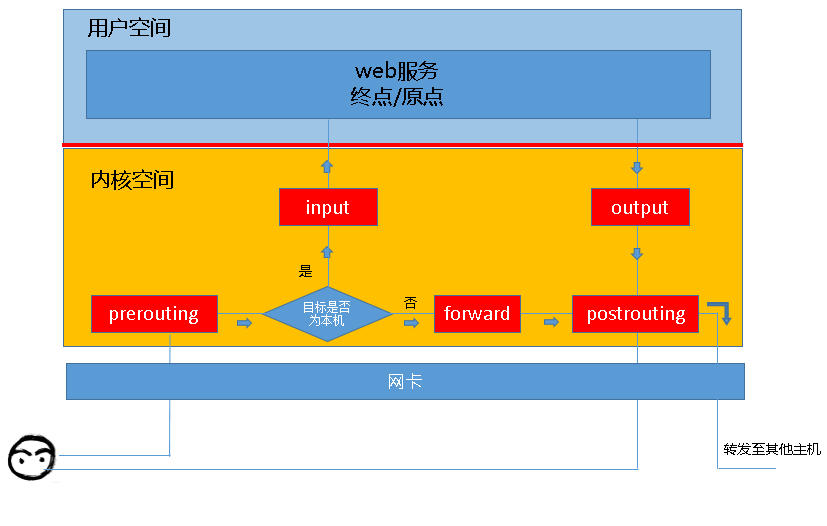 用户空间
web服务
终点/原点
内核空间
input
output
是
prerouting
目标是否
为本机
否
forward
postrouting
网卡
转发至其他主机